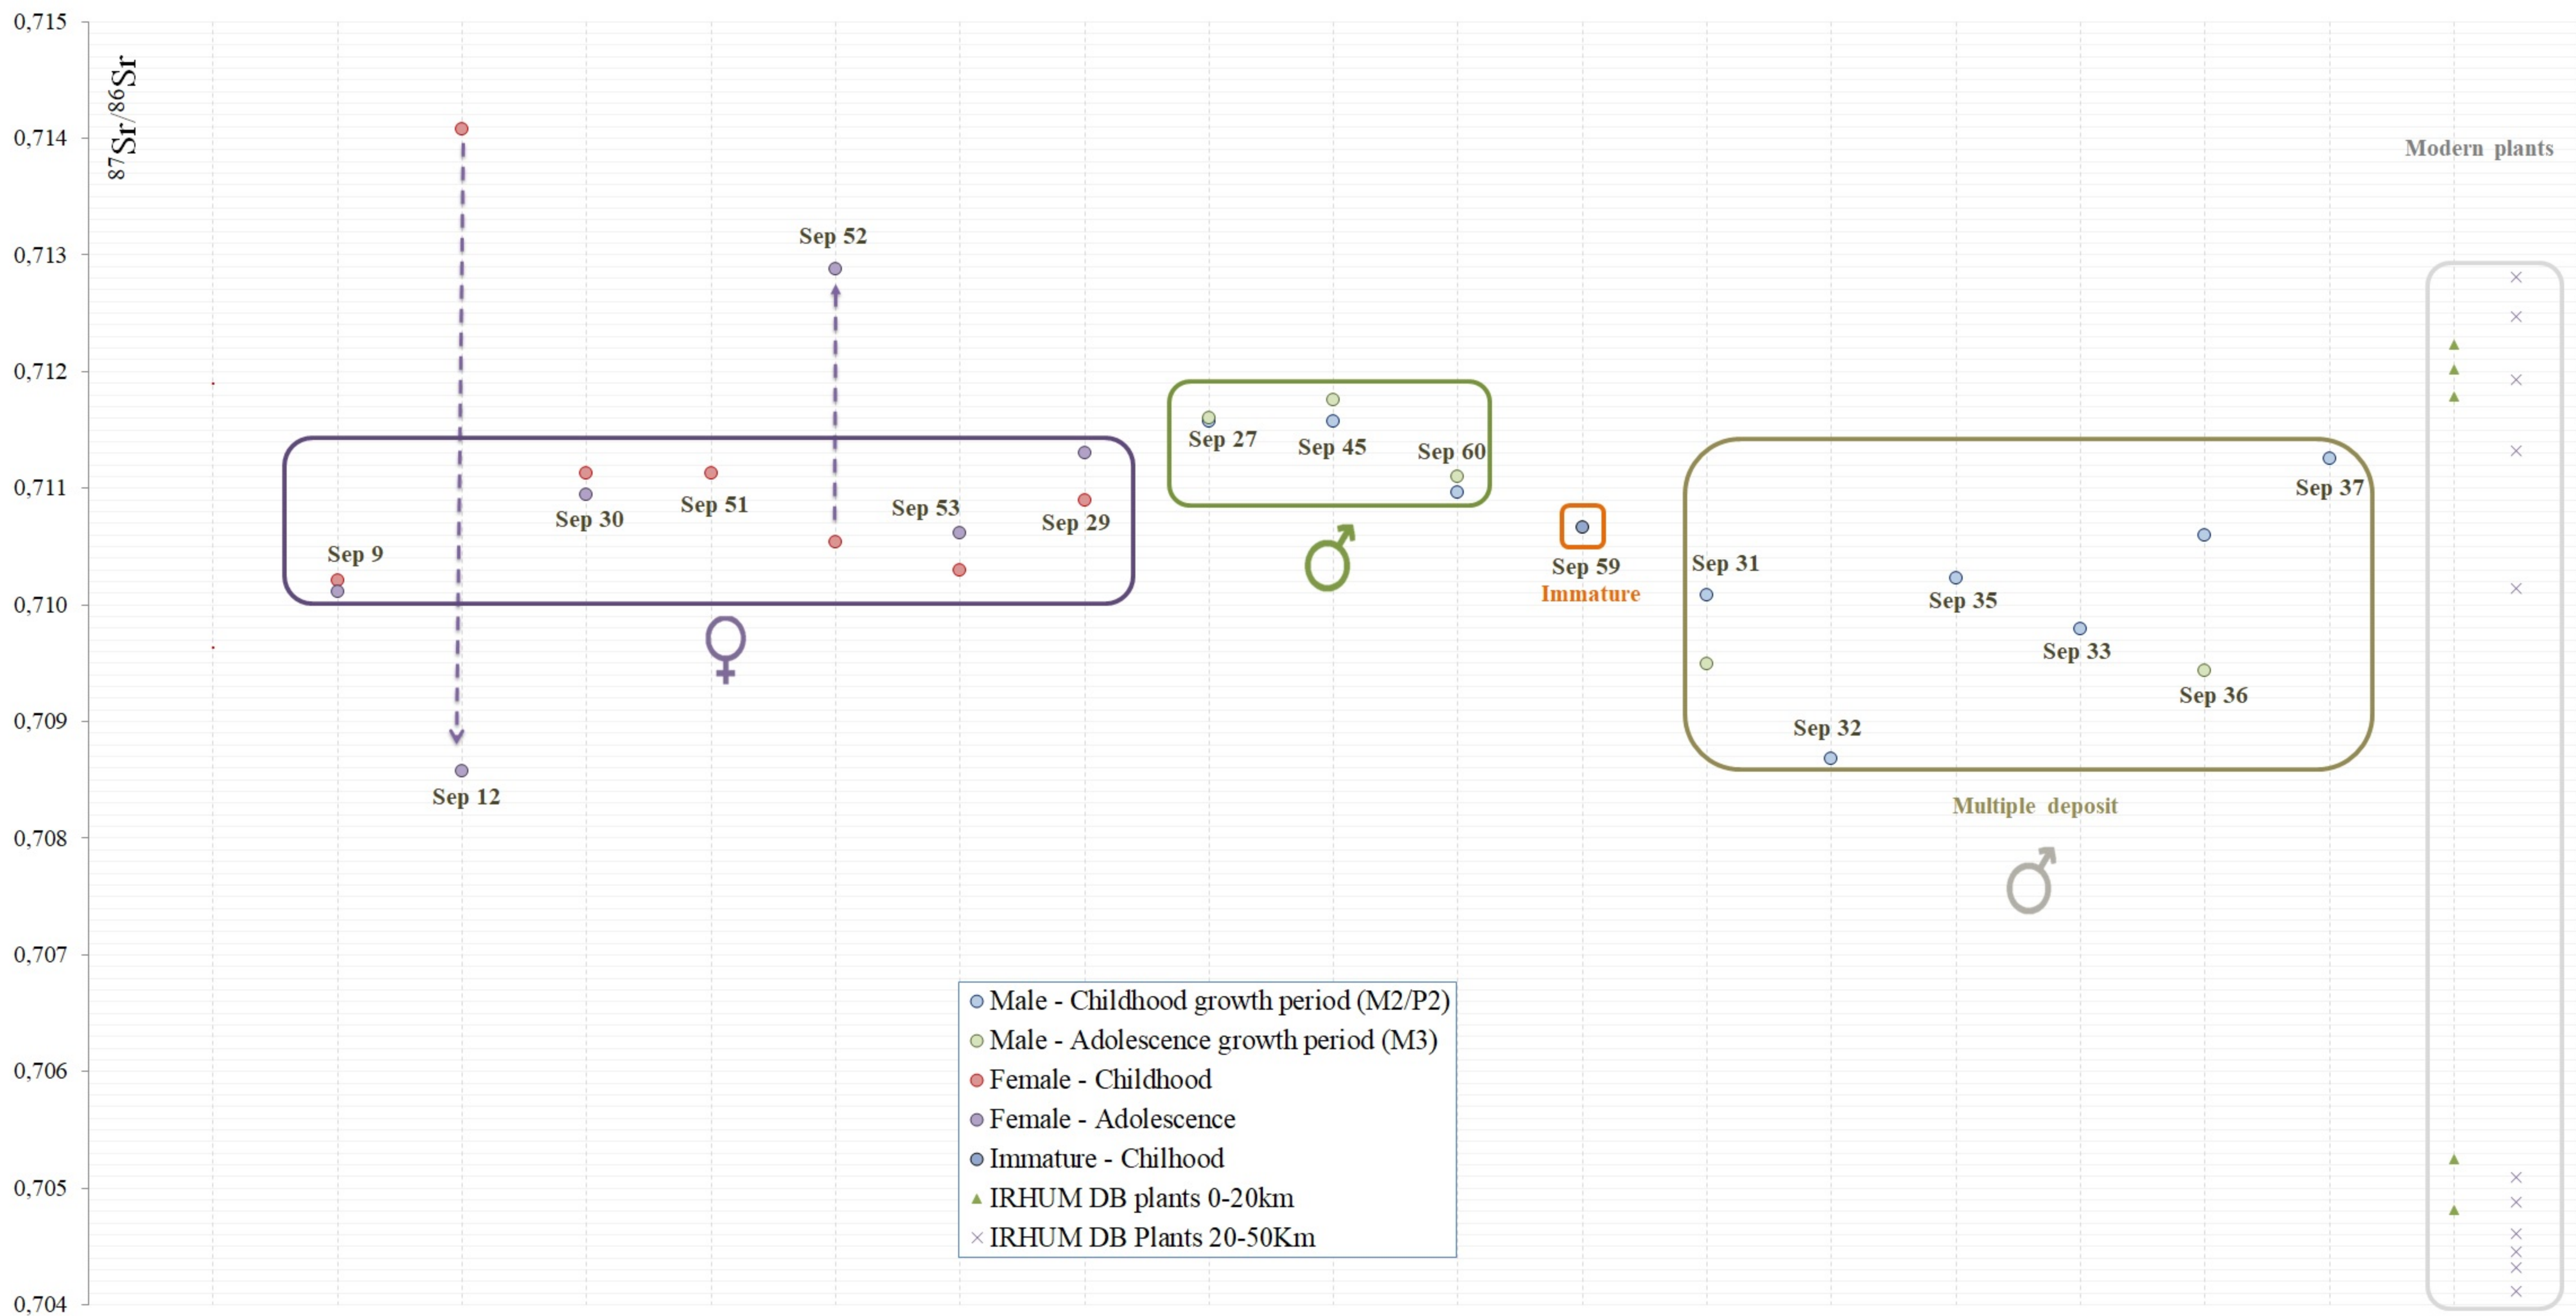 0,715
0,714
0,713
0,712
0,711
0,710
0,709
0,708
0,707
0,706
0,705
0,704
⁸⁷Sr/⁸⁶Sr
Modern plants
Sep 52
Sep 27
Sep 45
Sep 60
Sep 30
Sep 51
Sep 53
Sep 29
Sep 9
Sep 12
Sep 59
Immature
Sep 31
Sep 32
Sep 35
Sep 33
Sep 36
Sep 37
Multiple deposit
Male - Childhood growth period (M2/P2)
Male - Adolescence growth period (M3)
Female - Childhood
Female - Adolescence
Immature - Chilhood
IRHUM DB plants 0-20km
IRHUM DB Plants 20-50Km